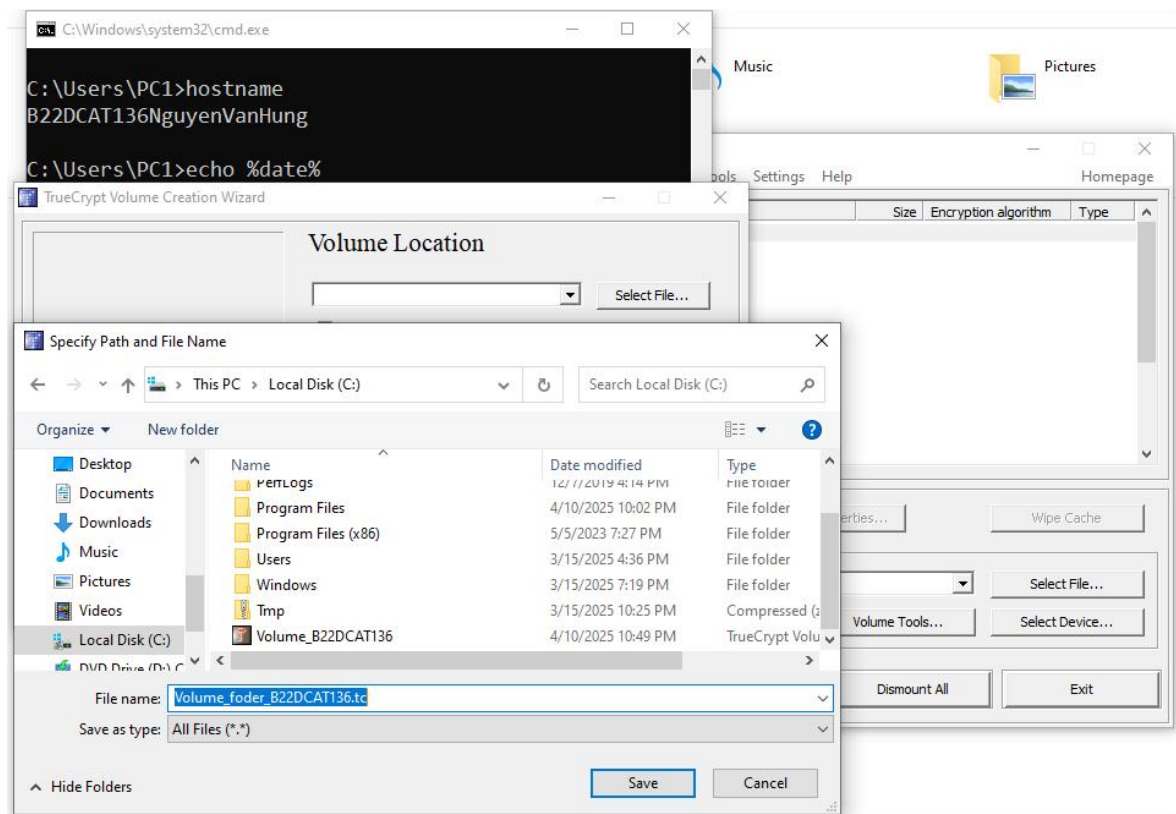 C:\Windows\system32\cmd.exe
C:\Users\PC1>hostname
B22DCAT136NguyenVanHung
C:\Users\PC1>echo %date%
Music
Pictures
Settings Help Homepage
Size Encryption algorithm Type
TrueCrypt Volume Creation Wizard
Volume Location
Select File...
Specify Path and File Name
This PC > Local Disk (C:)
Search Local Disk (C:)
Organize
New folder
Desktop
Documents
Downloads
Music
Pictures
Videos
Local Disk (C:)
DVD Drive (D:) C
Name Date modified Type
PerfLogs 12/7/2019 4:14 PM File folder
Program Files 4/10/2025 10:02 PM File folder
Program Files (x86) 5/5/2023 7:27 PM File folder
Users 3/15/2025 4:36 PM File folder
Windows 3/15/2025 7:19 PM File folder
Tmp 3/15/2025 10:25 PM Compressed (z
Volume_B22DCAT136 4/10/2025 10:49 PM TrueCrypt Volu
File name: Volume_foder_B22DCAT136.tc
Save as type: All Files (*.*)
Hide Folders
Save
Cancel
Wipe Cache
Select File...
Volume Tools...
Select Device...
Dismount All
Exit